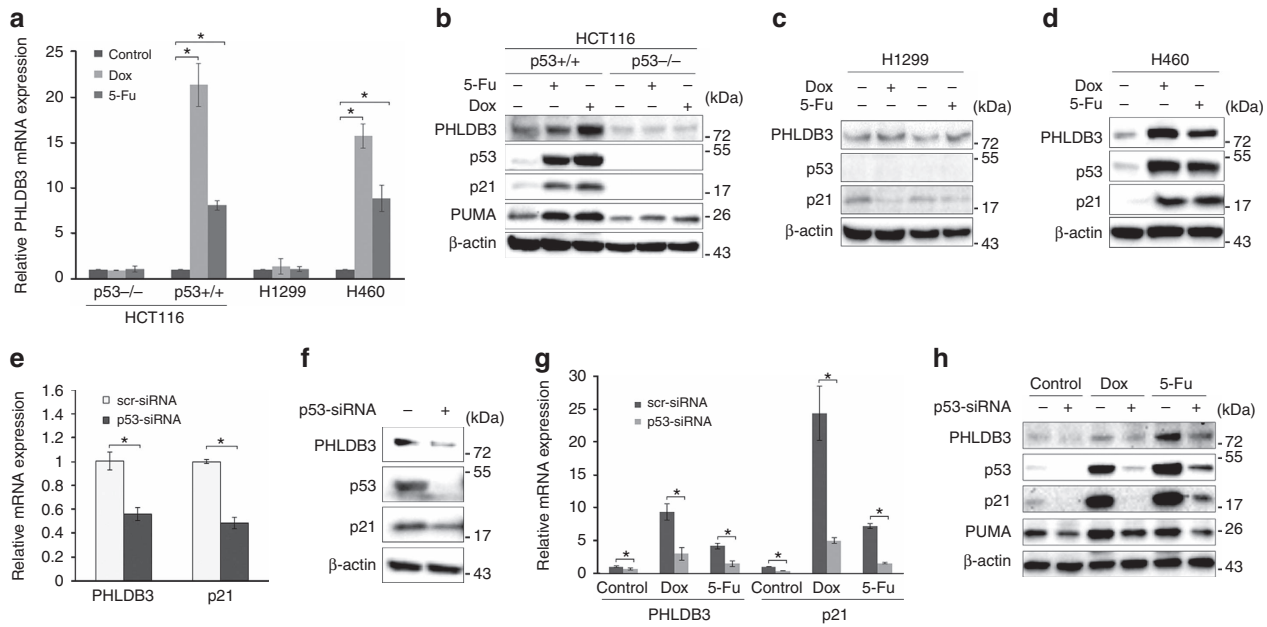 a
Relative PHLDB3 mRNA expression
25
20
15
10
5
0
Control
Dox
5-Fu
*
*
*
*
p53–/–
p53+/+
H1299
H460
HCT116
b
HCT116
p53+/+
p53–/–
5-Fu – + – – + –
Dox – – + – – + (kDa)
PHLDB3
72
55
p53
p21
17
PUMA
26
β-actin
43
c
H1299
Dox – + – –
5-Fu – – – + (kDa)
PHLDB3
72
55
p53
p21
17
β-actin
43
d
H460
Dox – + –
5-Fu – – + (kDa)
PHLDB3
72
55
p53
p21
17
β-actin
43
e
Relative mRNA expression
1.6
1.4
1.2
1
0.8
0.6
0.4
0.2
0
scr-siRNA
p53-siRNA
*
*
PHLDB3
p21
f
p53-siRNA – + (kDa)
PHLDB3
72
55
p53
p21
17
β-actin
43
g
Relative mRNA expression
30
25
20
15
10
5
0
scr-siRNA
p53-siRNA
*
*
*
*
*
*
Control Dox 5-Fu Control Dox 5-Fu
PHLDB3
p21
h
Control Dox 5-Fu
p53-siRNA – + – + – + (kDa)
PHLDB3
72
55
p53
p21
17
PUMA
26
β-actin
43